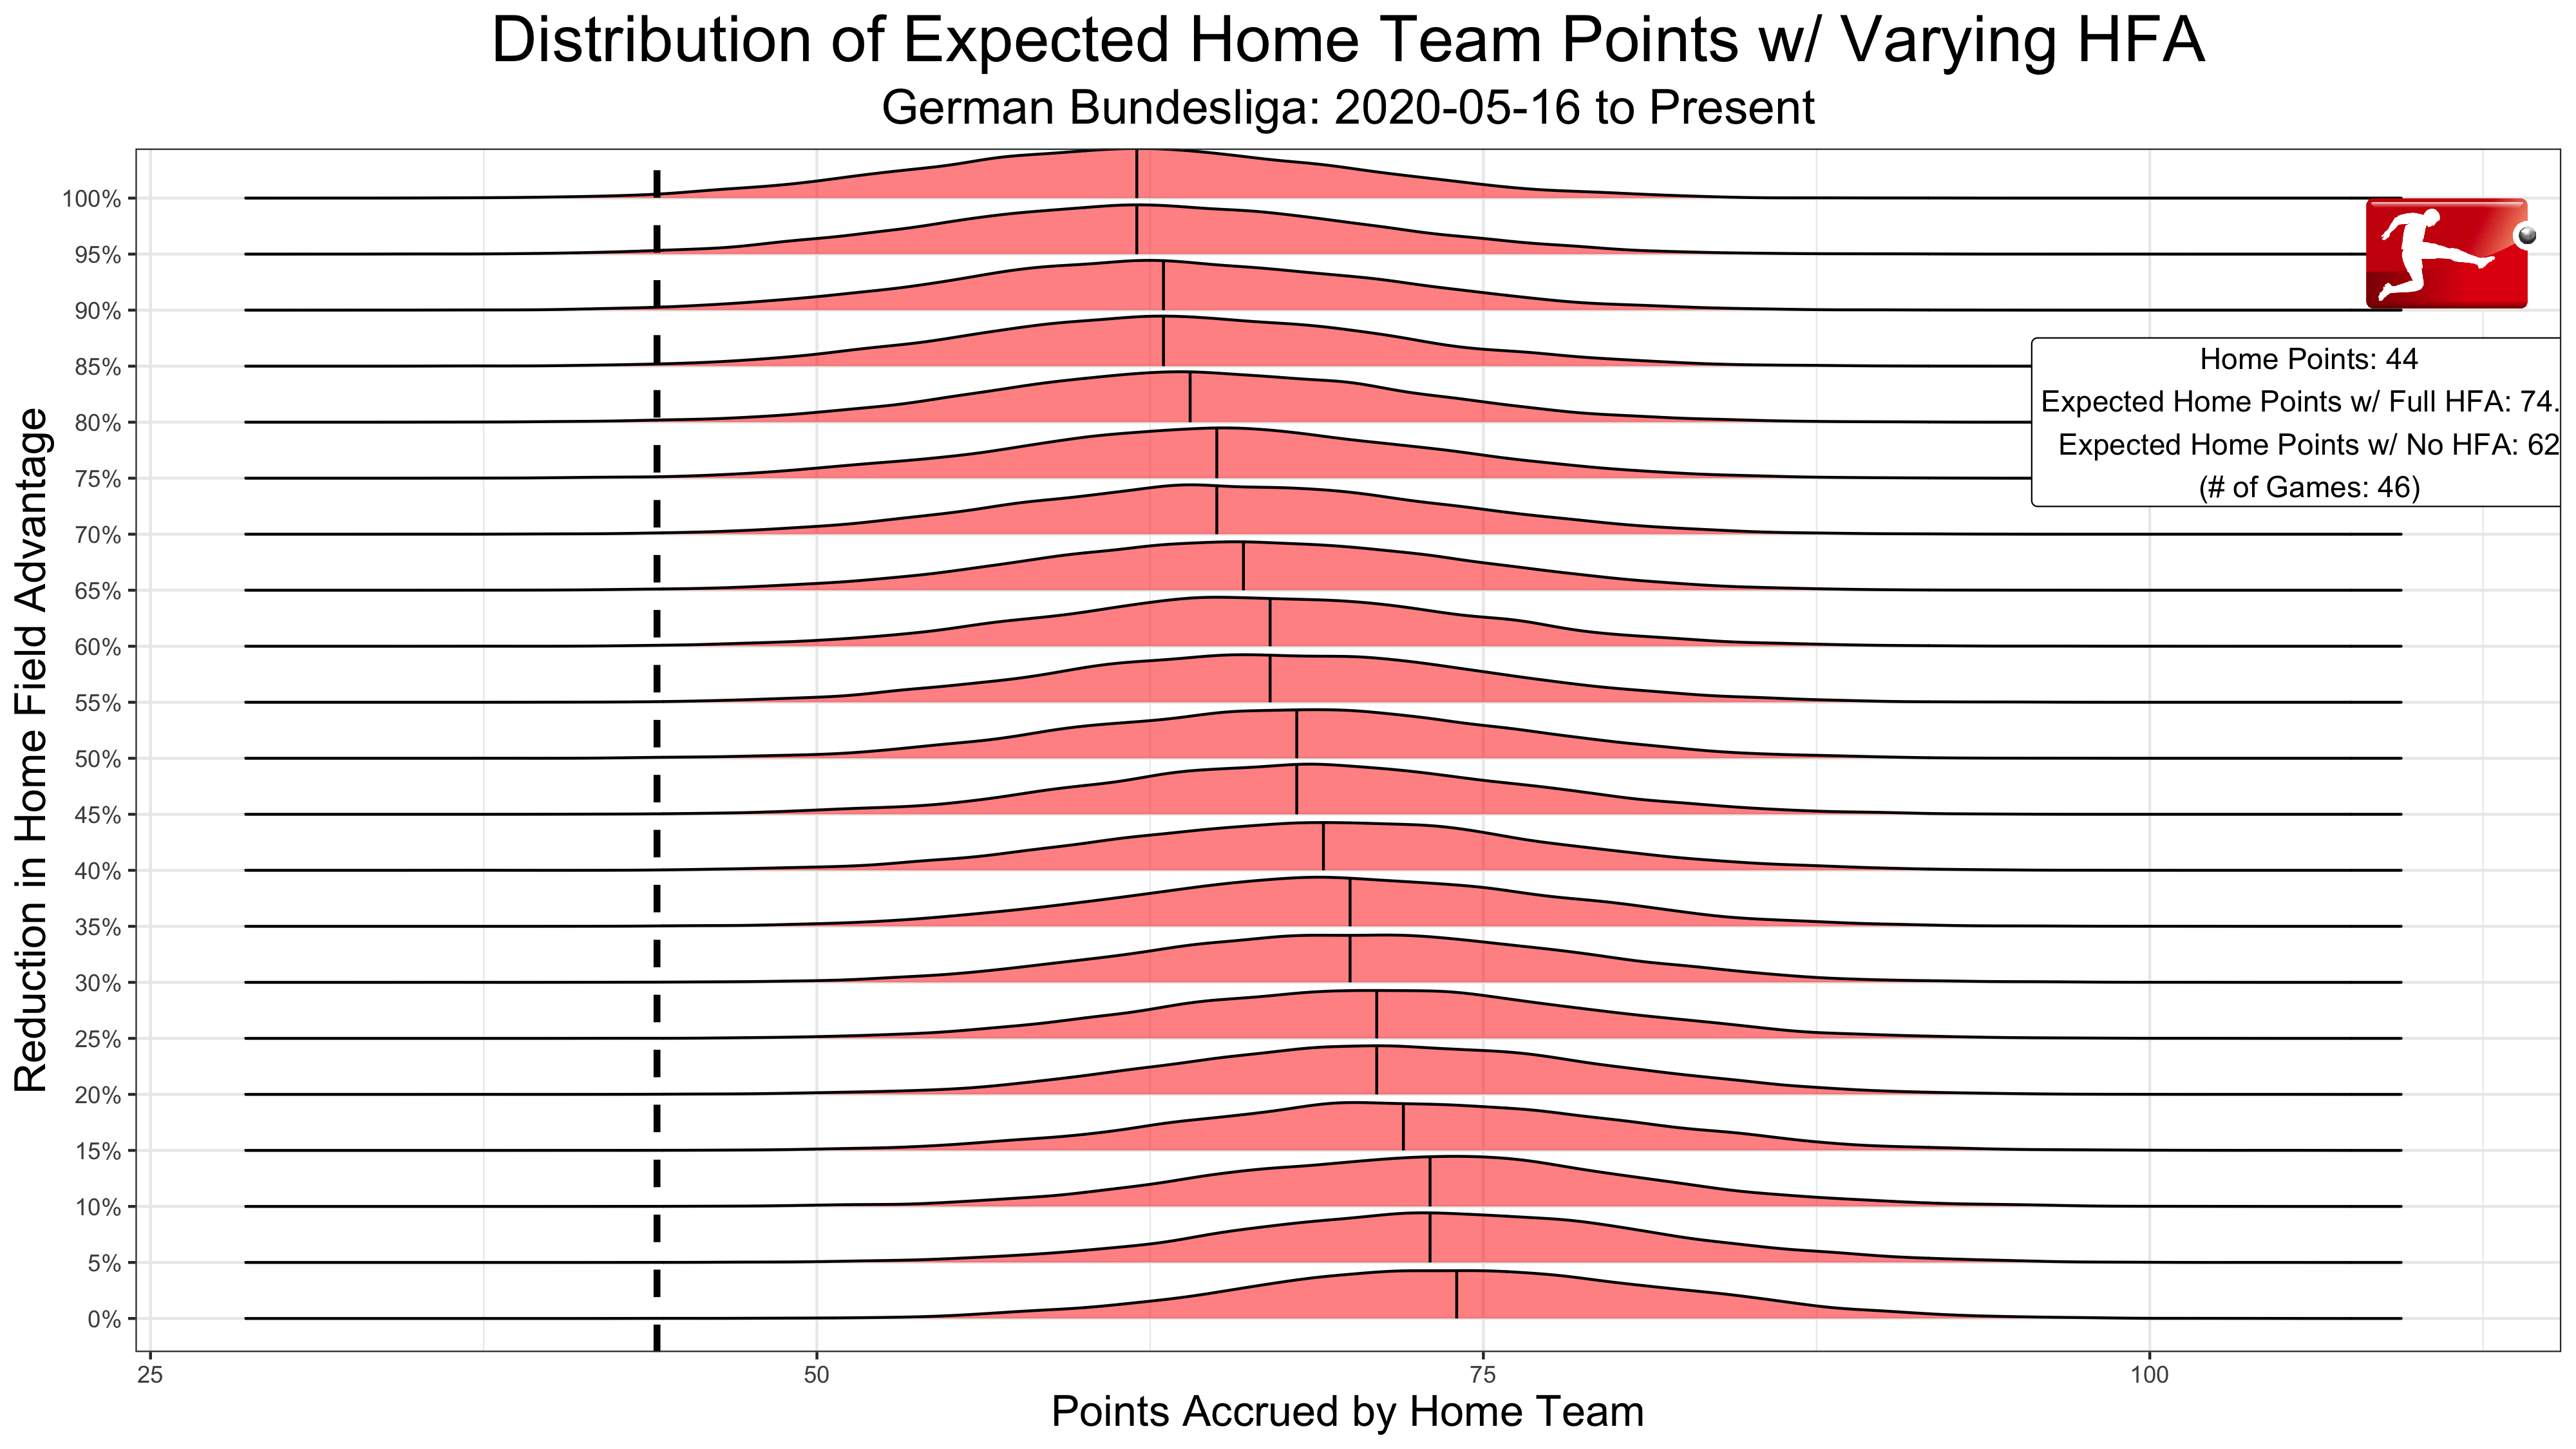 Distribution of Expected Home Team Points w/ Varying HFA
German Bundesliga: 2020-05-16 to Present
Reduction in Home Field Advantage
100%
95%
90%
85%
80%
75%
70%
65%
60%
55%
50%
45%
40%
35%
30%
25%
20%
15%
10%
5%
0%
Home Points: 44
Expected Home Points w/ Full HFA: 74.
Expected Home Points w/ No HFA: 62
(# of Games: 46)
25 50 75 100
Points Accrued by Home Team